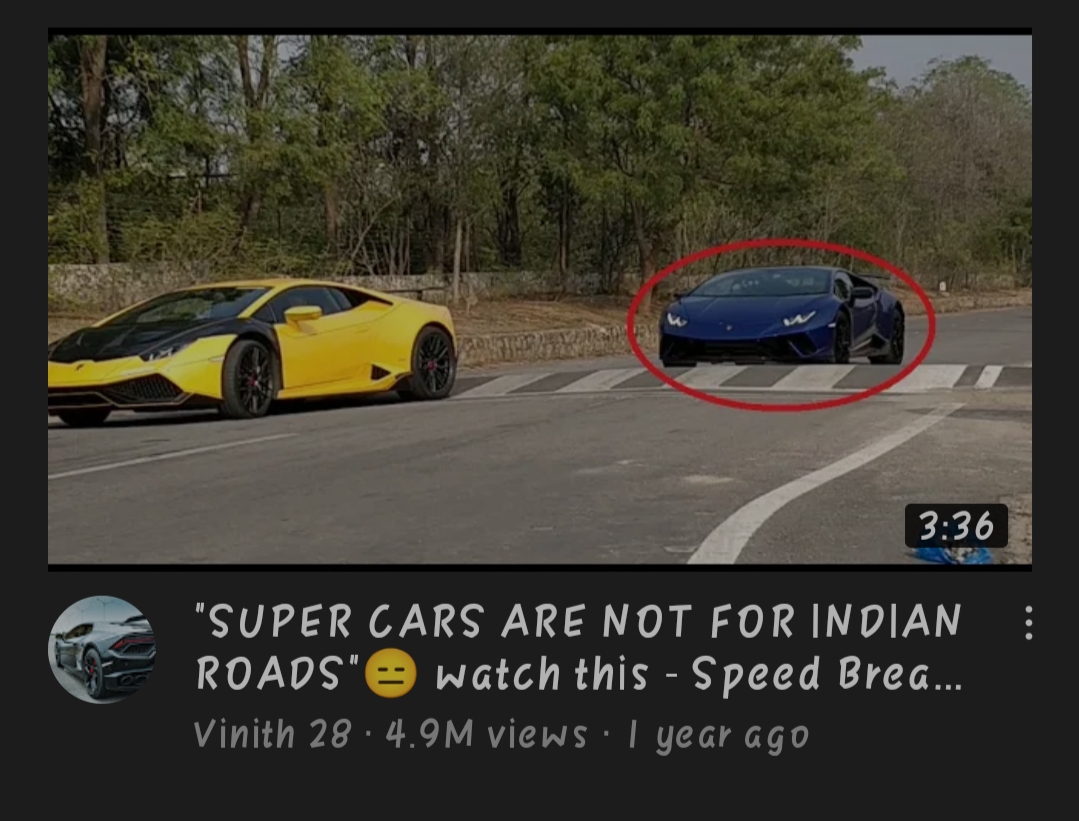 3:36
"SUPER CARS ARE NOT FOR INDIAN
ROADS"😑 watch this - Speed Brea...
Vinith 28 · 4.9M views · 1 year ago